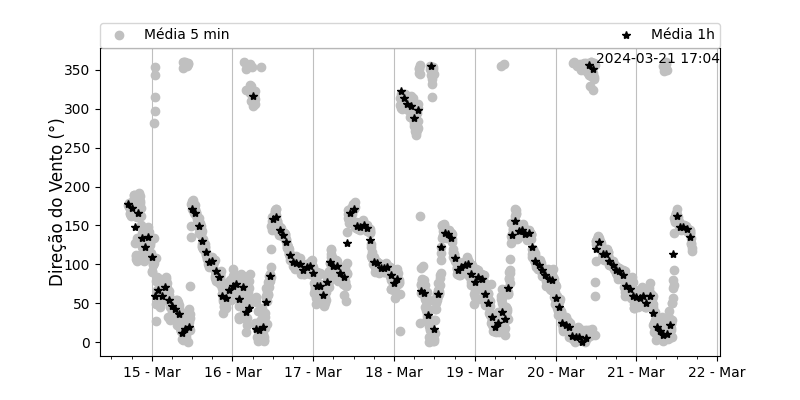 Média 5 min
Média 1h
2024-03-21 17:04
Direção do Vento (°)
350
300
250
200
150
100
50
0
15 - Mar
16 - Mar
17 - Mar
18 - Mar
19 - Mar
20 - Mar
21 - Mar
22 - Mar